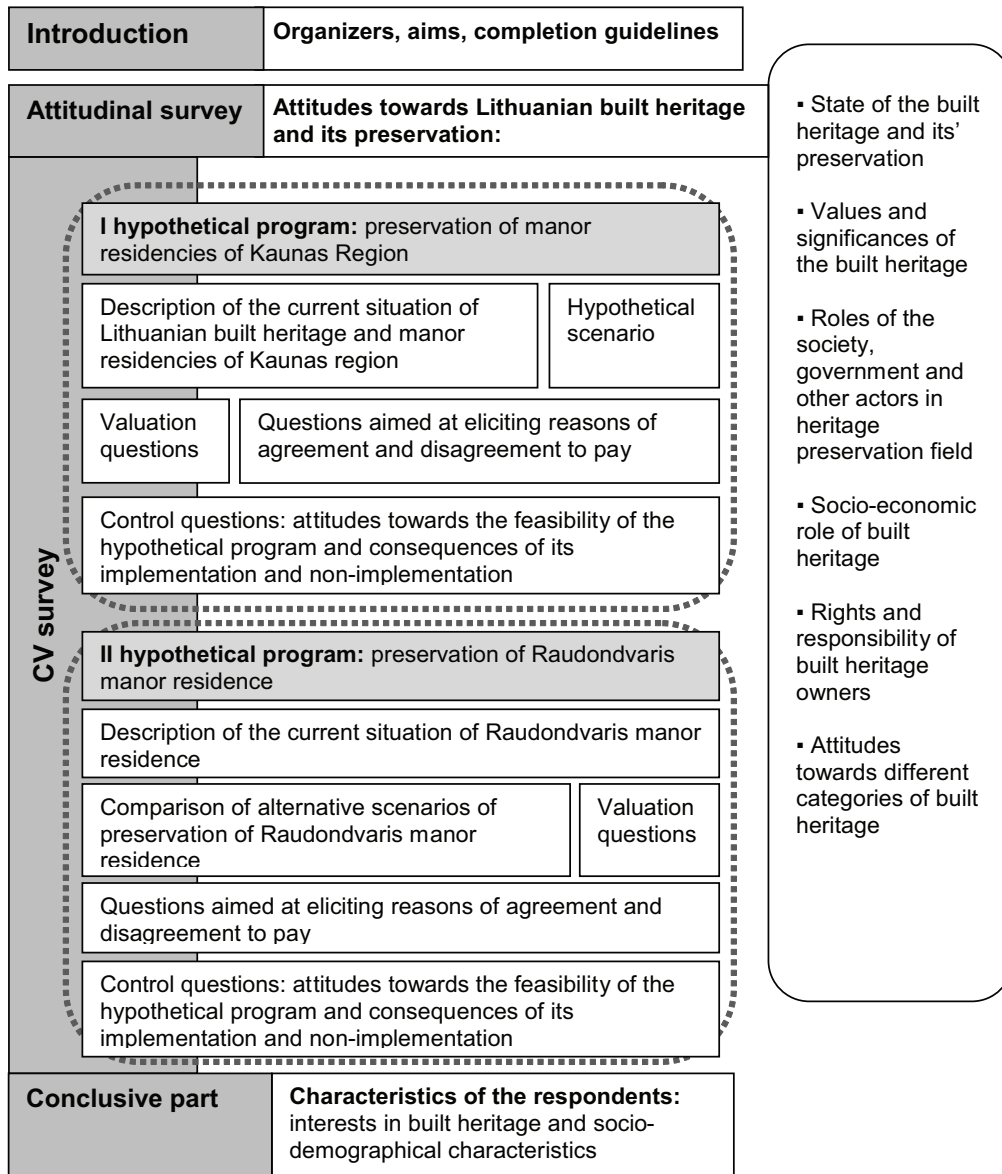 Introduction
Organizers, aims, completion guidelines
Attitudinal survey
Attitudes towards Lithuanian built heritage
and its preservation:
▪ State of the built
heritage and its’
preservation
▪ Values and
significances of
the built heritage
▪ Roles of the
society,
government and
other actors in
heritage
preservation field
▪ Socio-economic
role of built
heritage
▪ Rights and
responsibility of
built heritage
owners
▪ Attitudes
towards different
categories of built
heritage
CV survey
I hypothetical program: preservation of manor
residencies of Kaunas Region
Description of the current situation of
Lithuanian built heritage and manor
residencies of Kaunas region
Hypothetical
scenario
Valuation
questions
Questions aimed at eliciting reasons of
agreement and disagreement to pay
Control questions: attitudes towards the feasibility of the
hypothetical program and consequences of its
implementation and non-implementation
II hypothetical program: preservation of Raudondvaris
manor residence
Description of the current situation of Raudondvaris manor
residence
Comparison of alternative scenarios of
preservation of Raudondvaris manor
residence
Valuation
questions
Questions aimed at eliciting reasons of agreement and
disagreement to pay
Control questions: attitudes towards the feasibility of the
hypothetical program and consequences of its
implementation and non-implementation
Conclusive part
Characteristics of the respondents:
interests in built heritage and socio-
demographical characteristics